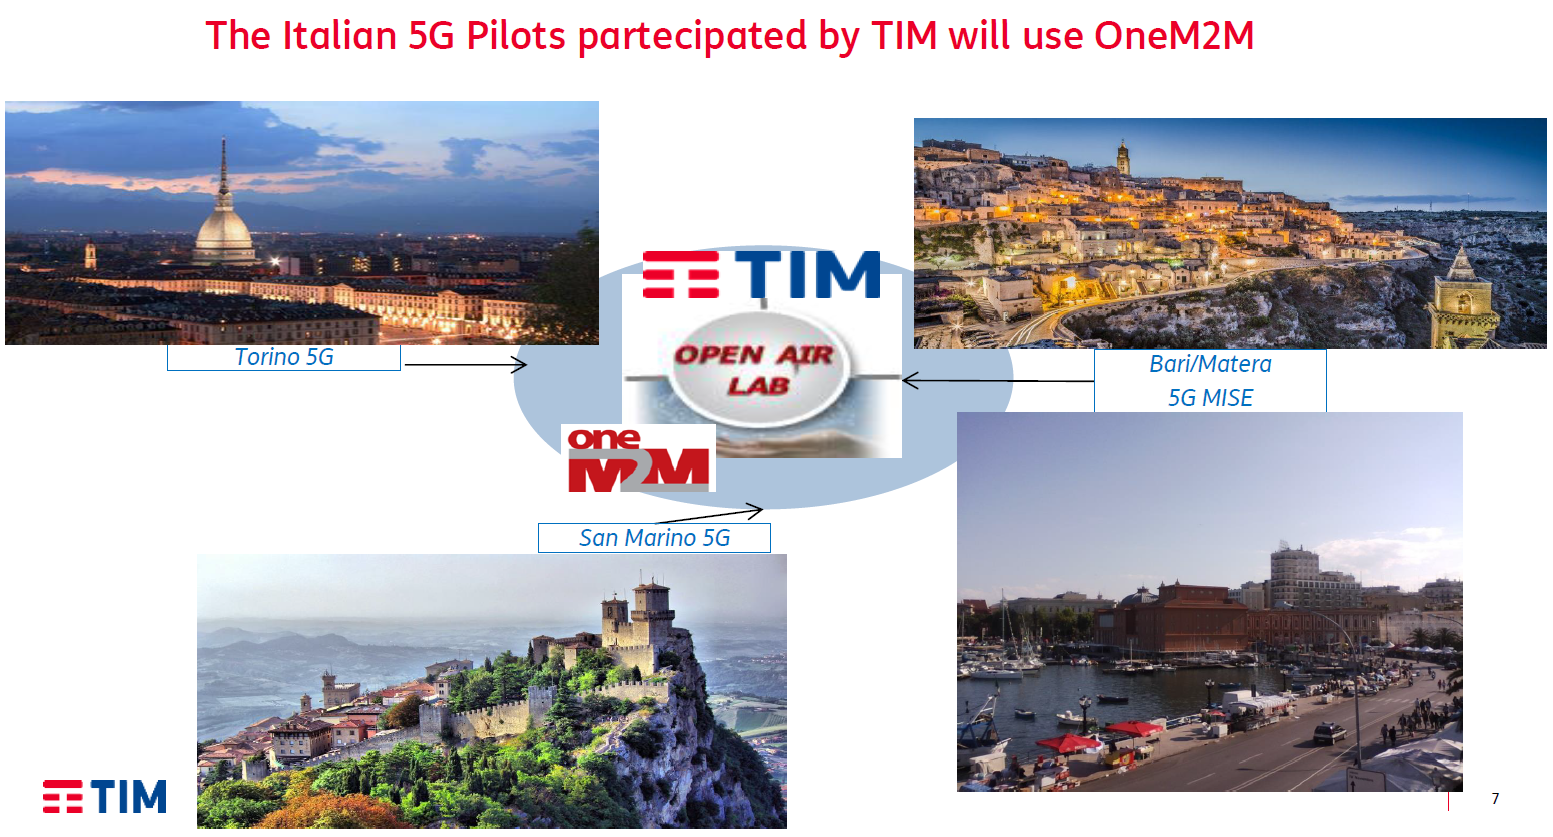 The Italian 5G Pilots partecipated by TIM will use OneM2M
TIM
OPEN AIR
LAB
one
M2M
Torino 5G
Bari/Matera
5G MISE
San Marino 5G
TIM
7